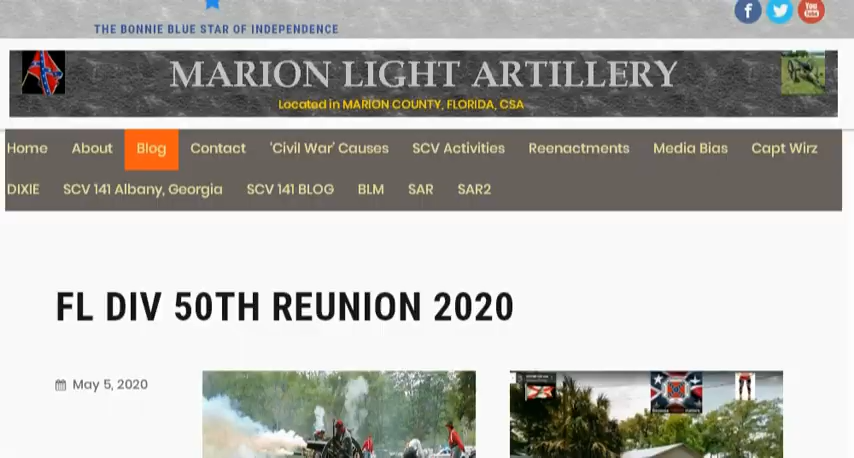 THE BONNIE BLUE STAR OF INDEPENDENCE
MARION LIGHT ARTILLERY
Located in MARION COUNTY, FLORIDA, CSA
Home About Blog Contact 'Civil War' Causes SCV Activities Reenactments Media Bias Capt Wirz
DIXIE SCV 141 Albany, Georgia SCV 141 BLOG BLM SAR SAR2
FL DIV 50TH REUNION 2020
May 5, 2020